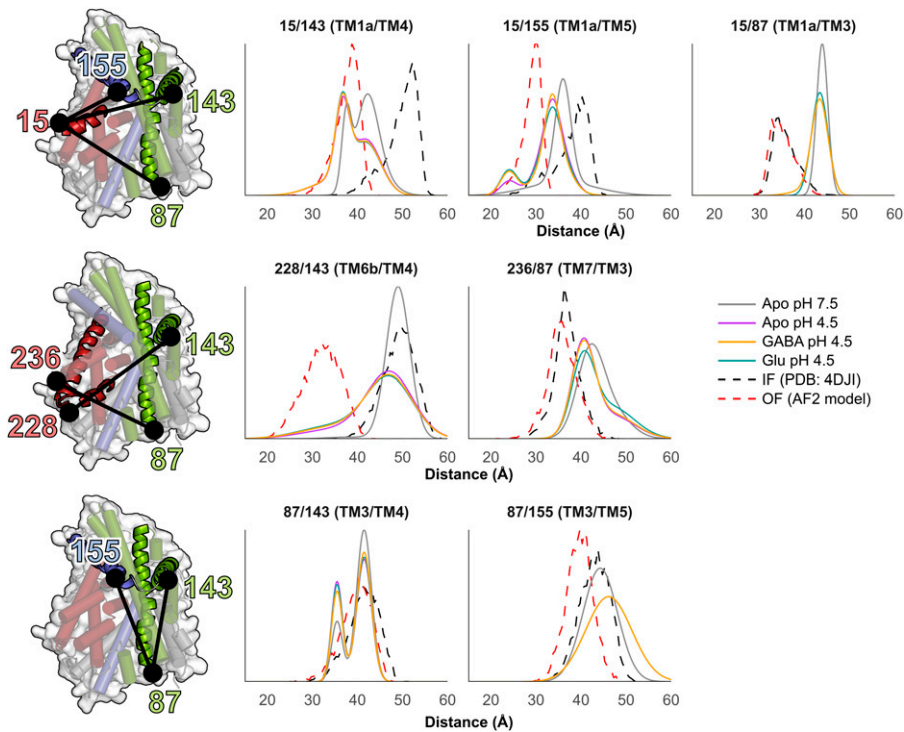 15/143 (TM1a/TM4)
15/155 (TM1a/TM5)
15/87 (TM1a/TM3)
155
15
143
87
20 30 40 50 60
20 30 40 50 60
20 30 40 50 60
Distance (Å)
228/143 (TM6b/TM4)
236/87 (TM7/TM3)
143
236
228
87
Apo pH 7.5
Apo pH 4.5
GABA pH 4.5
Glu pH 4.5
IF (PDB: 4DJI)
OF (AF2 model)
20 30 40 50 60
20 30 40 50 60
Distance (Å)
87/143 (TM3/TM4)
87/155 (TM3/TM5)
155
143
87
20 30 40 50 60
20 30 40 50 60
Distance (Å)